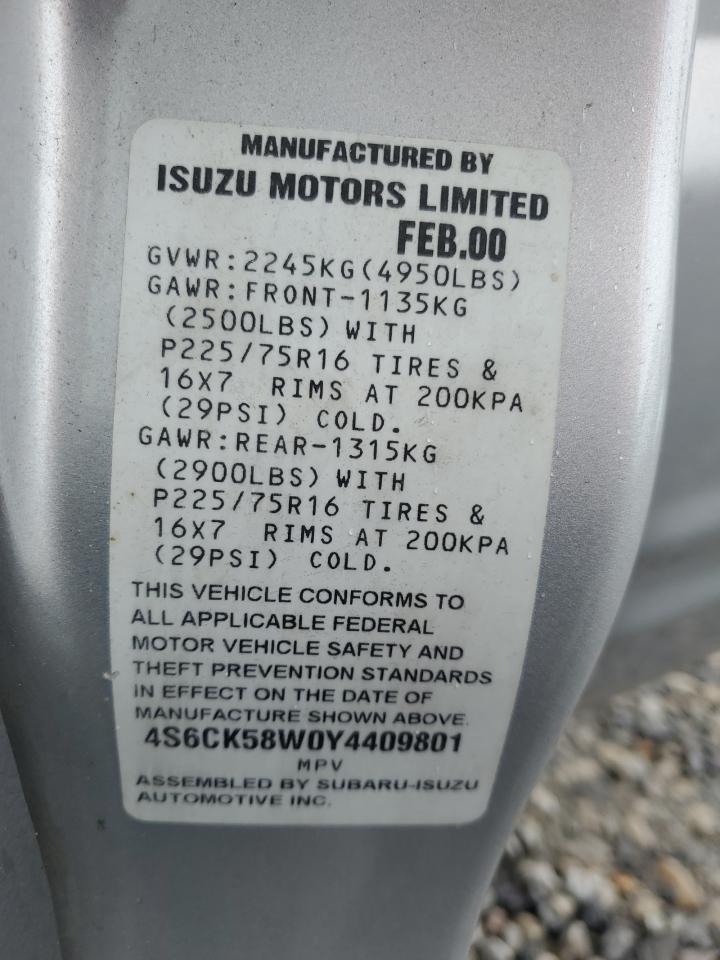 MANUFACTURED BY
ISUZU MOTORS LIMITED
FEB.00
GVWR:2245KG(4950LBS)
GAWR:FRONT-1135KG
(2500LBS) WITH
P225/75R16 TIRES &
16X7 RIMS AT 200KPA
(29PSI) COLD.
GAWR:REAR-1315KG
(2900LBS) WITH
P225/75R16 TIRES &
16X7 RIMS AT 200KPA
(29PSI) COLD.
THIS VEHICLE CONFORMS TO
ALL APPLICABLE FEDERAL
MOTOR VEHICLE SAFETY AND
THEFT PREVENTION STANDARDS
IN EFFECT ON THE DATE OF
MANUFACTURE SHOWN ABOVE.
4S6CK58W0Y4409801
MPV
ASSEMBLED BY SUBARU-ISUZU
AUTOMOTIVE INC.